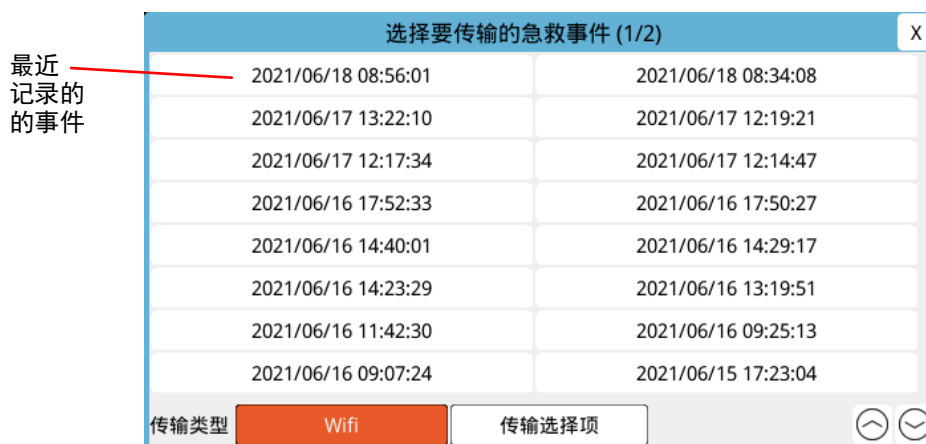 选择要传输的急救事件 (1/2)
X
最近
记录的
的事件
2021/06/18 08:56:01
2021/06/18 08:34:08
2021/06/17 13:22:10
2021/06/17 12:19:21
2021/06/17 12:17:34
2021/06/17 12:14:47
2021/06/16 17:52:33
2021/06/16 17:50:27
2021/06/16 14:40:01
2021/06/16 14:29:17
2021/06/16 14:23:29
2021/06/16 13:19:51
2021/06/16 11:42:30
2021/06/16 09:25:13
2021/06/16 09:07:24
2021/06/15 17:23:04
传输类型
Wifi
传输选择项